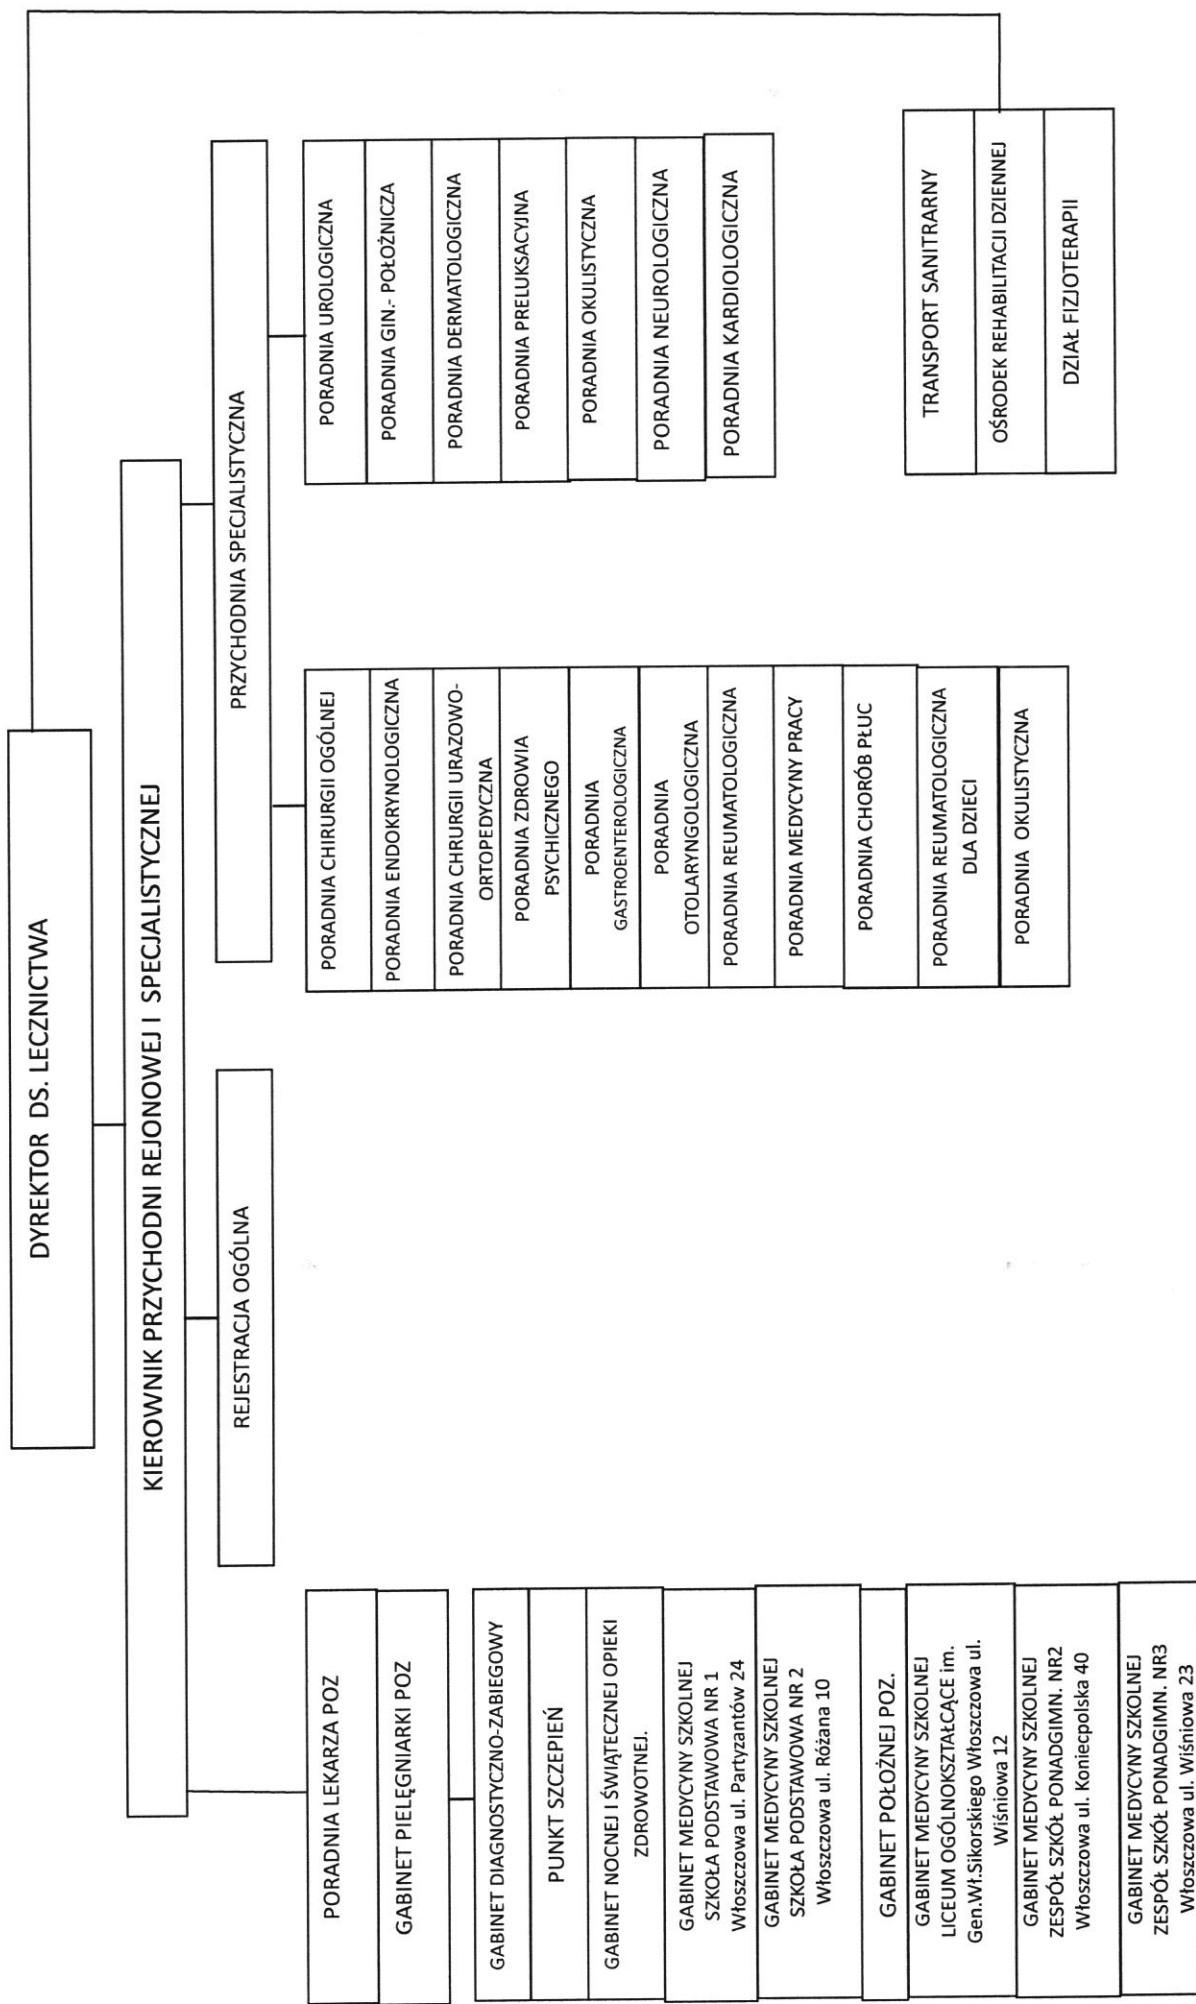 DYREKTOR DS. LECZNICTWA
KIEROWNIK PRZYCHODNI REJONOWEJ I SPECJALISTYCZNEJ
REJESTRACJA OGÓLNA
PRZYCHODNIA SPECJALISTYCZNA
PORADNIA LEKARZA POZ
GABINET PIELĘGNIARKI POZ
GABINET DIAGNOSTYCZNO-ZABIEGOWY
PUNKT SZCZEPIEŃ
GABINET NOCNEJ I ŚWIĄTECZNEJ OPIEKI
ZDROWOTNEJ.
GABINET MEDYCYNY SZKOLNEJ
SZKOŁA PODSTAWOWA NR 1
Włoszczowa ul. Partyzantów 24
GABINET MEDYCYNY SZKOLNEJ
SZKOŁA PODSTAWOWA NR 2
Włoszczowa ul. Różana 10
GABINET POŁOŻNEJ POZ.
GABINET MEDYCYNY SZKOLNEJ
LICEUM OGÓLNOKSZTAŁCĄCE im.
Gen.Wł.Sikorskiego Włoszczowa ul.
Wiśniowa 12
GABINET MEDYCYNY SZKOLNEJ
ZESPÓŁ SZKÓŁ PONADGIMN. NR2
Włoszczowa ul. Koniecpolska 40
GABINET MEDYCYNY SZKOLNEJ
ZESPÓŁ SZKÓŁ PONADGIMN. NR3
Włoszczowa ul. Wiśniowa 23
PORADNIA CHIRURGII OGÓLNEJ
PORADNIA ENDOKRYNOLOGICZNA
PORADNIA CHRURGII URAZOWO-
ORTOPEDYCZNA
PORADNIA ZDROWIA
PSYCHICZNEGO
PORADNIA
GASTROENTEROLOGICZNA
PORADNIA
OTOLARYNGOLOGICZNA
PORADNIA REUMATOLOGICZNA
PORADNIA MEDYCYNY PRACY
PORADNIA CHORÓB PŁUC
PORADNIA REUMATOLOGICZNA
DLA DZIECI
PORADNIA OKULISTYCZNA
PORADNIA UROLOGICZNA
PORADNIA GIN.- POŁOŻNICZA
PORADNIA DERMATOLOGICZNA
PORADNIA PRELUKSACYJNA
PORADNIA OKULISTYCZNA
PORADNIA NEUROLOGICZNA
PORADNIA KARDIOLOGICZNA
TRANSPORT SANITRARNY
OŚRODEK REHABILITACJI DZIENNEJ
DZIAŁ FIZJOTERAPII